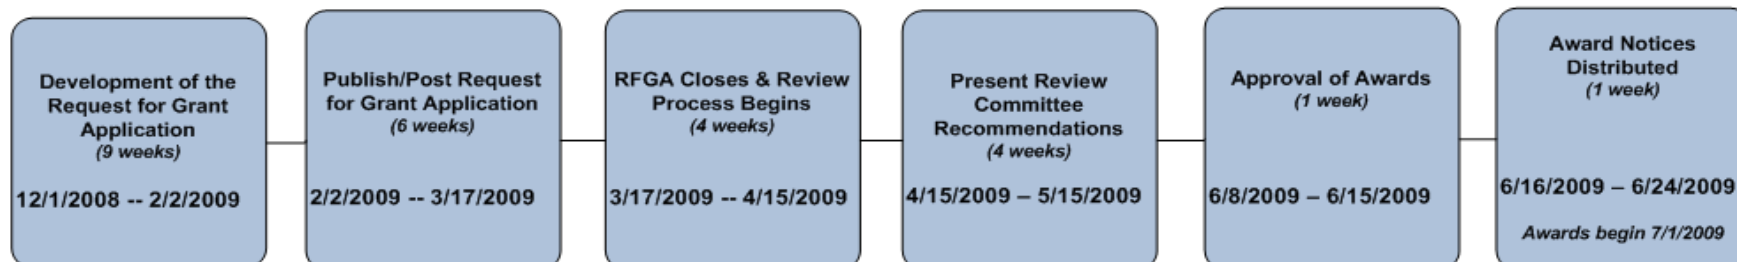 Development of the
Request for Grant
Application
(9 weeks)
12/1/2008 -- 2/2/2009
Publish/Post Request
for Grant Application
(6 weeks)
2/2/2009 -- 3/17/2009
RFGA Closes & Review
Process Begins
(4 weeks)
3/17/2009 -- 4/15/2009
Present Review
Committee
Recommendations
(4 weeks)
4/15/2009 – 5/15/2009
Approval of Awards
(1 week)
6/8/2009 – 6/15/2009
Award Notices
Distributed
(1 week)
6/16/2009 – 6/24/2009
Awards begin 7/1/2009